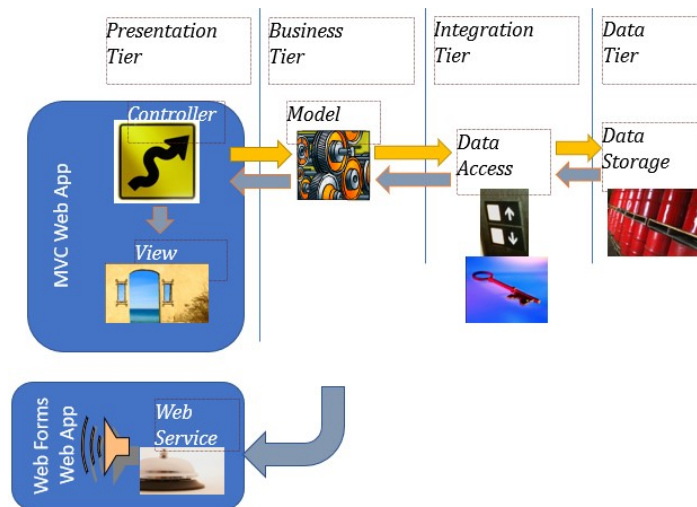 Presentation
Tier
Business
Tier
Integration
Tier
Data
Tier
Controller
Model
Data
Access
Data
Storage
View
MVC Web App
Web
Service
Web Forms
Web App